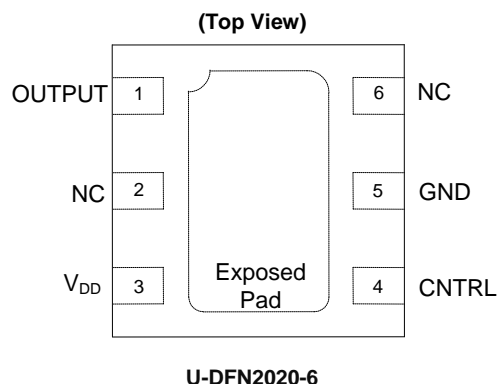 (Top View)
OUTPUT 1 6 NC
NC 2 5 GND
VDD 3 4 CNTRL
Exposed
Pad
U-DFN2020-6